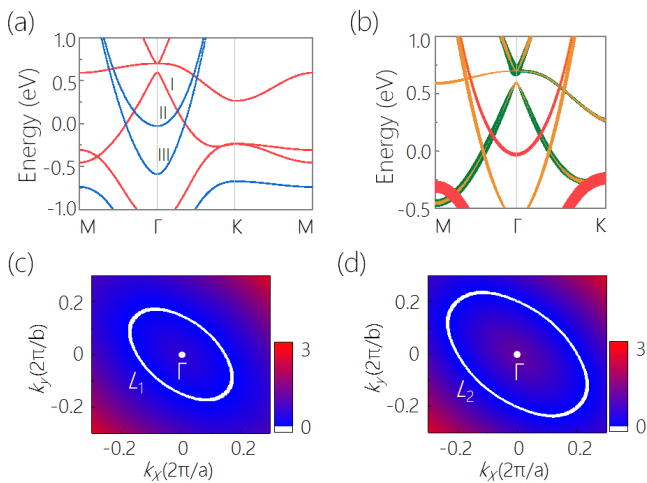 (a)
Energy (eV)
1.0
0.5
0.0
-0.5
-1.0
I
II
III
M
Γ
K
M
(b)
Energy (eV)
1.0
0.5
0.0
-0.5
M
Γ
K
(c)
k_y(2π/b)
0.2
0
-0.2
Γ
L_1
3
0
-0.2
0
0.2
k_X(2π/a)
(d)
k_y(2π/b)
0.2
0
-0.2
Γ
L_2
3
0
-0.2
0
0.2
k_X(2π/a)